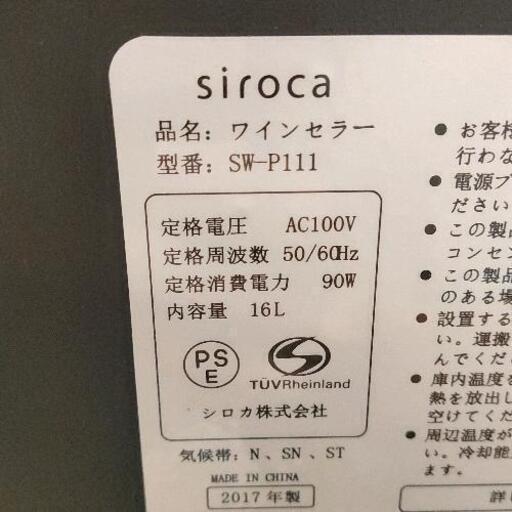 siroca
品名：ワインセラー
型番：SW-P111
定格電圧 AC100V
定格周波数 50/60Hz
定格消費電力 90W
内容量 16L
PS
E
S
TÜVRheinland
シロカ株式会社
気候帯：N、SN、ST
MADE IN CHINA
2017年製
● お客様
行わな
● 電源プ
ださい
● この製品
コンセン
● この製品
のある場
● 設置する
い。運搬
んでくだ
● 庫内温度を
熱を放出し
空けてくだ
● 周辺温度が
い。冷却能
ます。
詳し